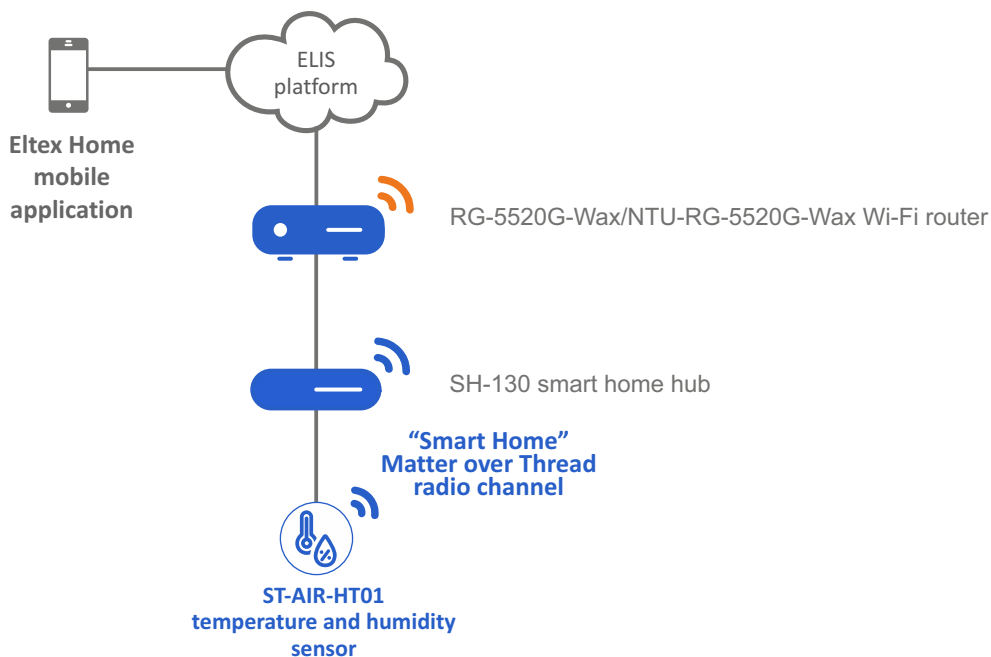 ELIS
platform
Eltex Home
mobile
application
RG-5520G-Wax/NTU-RG-5520G-Wax Wi-Fi router
SH-130 smart home hub
“Smart Home”
Matter over Thread
radio channel
%
ST-AIR-HT01
temperature and humidity
sensor